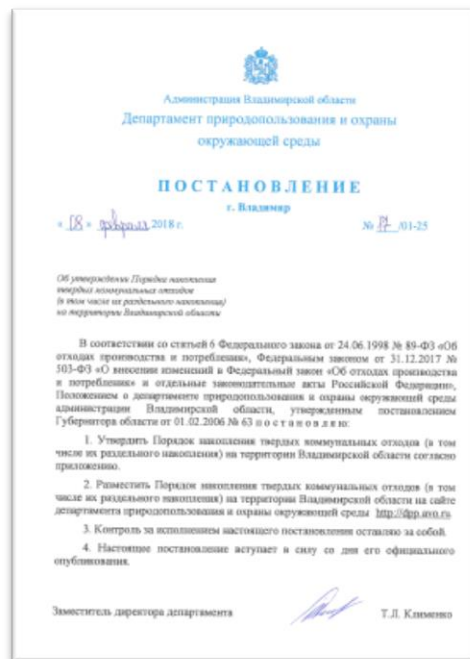 Администрация Владимирской области
Департамент природопользования и охраны
окружающей среды
ПОСТАНОВЛЕНИЕ
г. Владимир
« 08 » февраля 2018 г. № 17 /01-25
Об утверждении Порядка накопления
твердых коммунальных отходов
(в том числе их раздельного накопления)
на территории Владимирской области
В соответствии со статьей 6 Федерального закона от 24.06.1998 № 89-ФЗ «Об
отходах производства и потребления», Федеральным законом от 31.12.2017 №
503-ФЗ «О внесении изменений в Федеральный закон «Об отходах производства
и потребления» и отдельные законодательные акты Российской Федерации»,
Положением о департаменте природопользования и охраны окружающей среды
администрации Владимирской области, утвержденным постановлением
Губернатора области от 01.02.2006 № 63 постановляю:
1. Утвердить Порядок накопления твердых коммунальных отходов (в том
числе их раздельного накопления) на территории Владимирской области согласно
приложению.
2. Разместить Порядок накопления твердых коммунальных отходов (в том
числе их раздельного накопления) на территории Владимирской области на сайте
департамента природопользования и охраны окружающей среды http://dpp.avo.ru.
3. Контроль за исполнением настоящего постановления оставляю за собой.
4. Настоящее постановление вступает в силу со дня его официального
опубликования.
Заместитель директора департамента Т.Л. Клименко